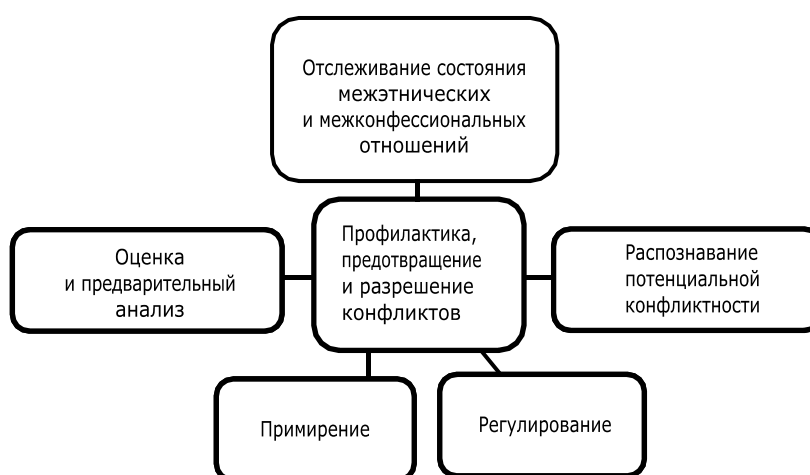 Отслеживание состояния
межэтнических
и межконфессиональных
отношений
Профилактика,
предотвращение
и разрешение
конфликтов
Оценка
и предварительный
анализ
Распознавание
потенциальной
конфликтности
Примирение
Регулирование